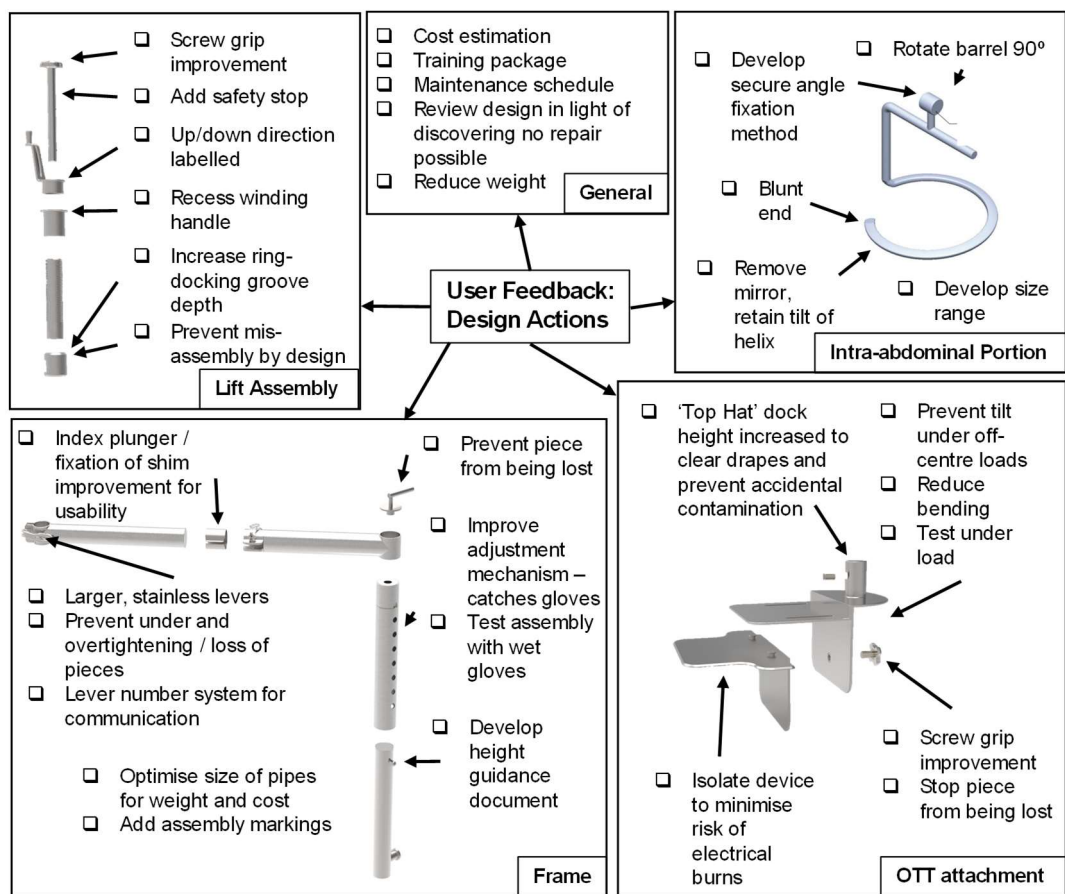 Screw grip
improvement
Add safety stop
Up/down direction
labelled
Recess winding
handle
Increase ring-
docking groove
depth
Prevent mis-
assembly by design
Lift Assembly
Cost estimation
Training package
Maintenance schedule
Review design in light of
discovering no repair
possible
Reduce weight
General
Rotate barrel 90º
Develop
secure angle
fixation
method
Blunt
end
Remove
mirror,
retain tilt of
helix
Develop size
range
Intra-abdominal Portion
User Feedback:
Design Actions
Index plunger /
fixation of shim
improvement for
usability
Prevent piece
from being lost
Improve
adjustment
mechanism –
catches gloves
Test assembly
with wet
gloves
Larger, stainless levers
Prevent under and
overtightening / loss of
pieces
Lever number system for
communication
Develop
height
guidance
document
Optimise size of pipes
for weight and cost
Add assembly markings
Frame
‘Top Hat’ dock
height increased to
clear drapes and
prevent accidental
contamination
Prevent tilt
under off-
centre loads
Reduce
bending
Test under
load
Screw grip
improvement
Stop piece
from being lost
Isolate device
to minimise
risk of
electrical
burns
OTT attachment